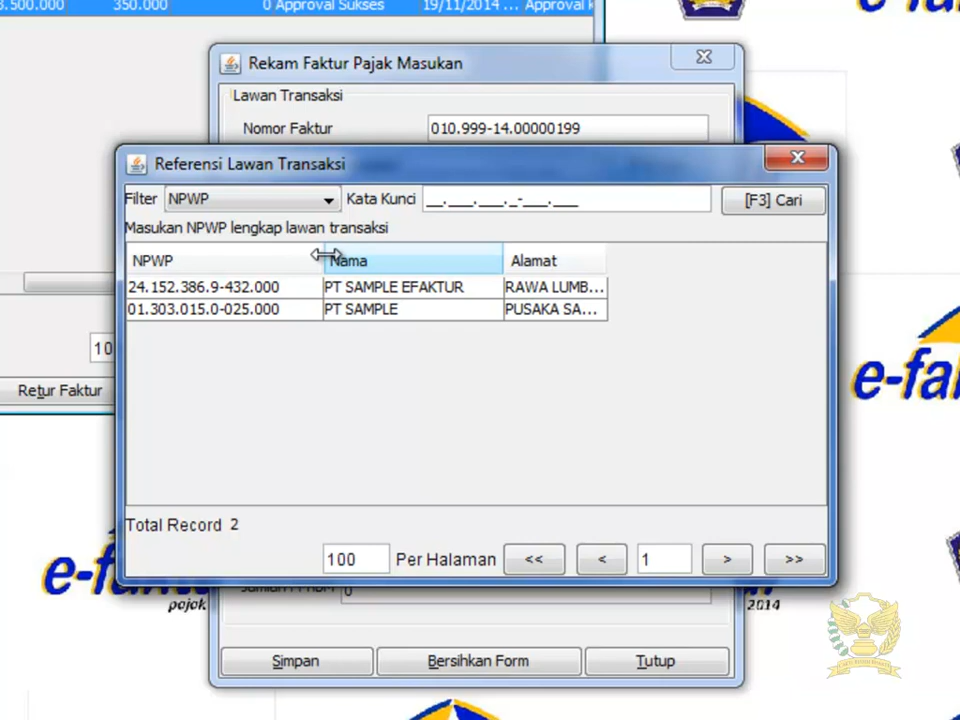 3.500.000 350.000 0 Approval Sukses 19/11/2014 ... Approval
Rekam Faktur Pajak Masukan
Lawan Transaksi
Nomor Faktur 010.999-14.00000199
Referensi Lawan Transaksi
Filter NPWP Kata Kunci __.___.___._-___.___ [F3] Cari
Masukan NPWP lengkap lawan transaksi
NPWP Nama Alamat
24.152.386.9-432.000 PT SAMPLE EFAKTUR RAWA LUMB...
01.303.015.0-025.000 PT SAMPLE PUSAKA SA...
10
Retur Faktur
e-fa
Total Record 2
100 Per Halaman << < 1 > >>
e-fa
pajak 2014
0
Simpan Bersihkan Form Tutup